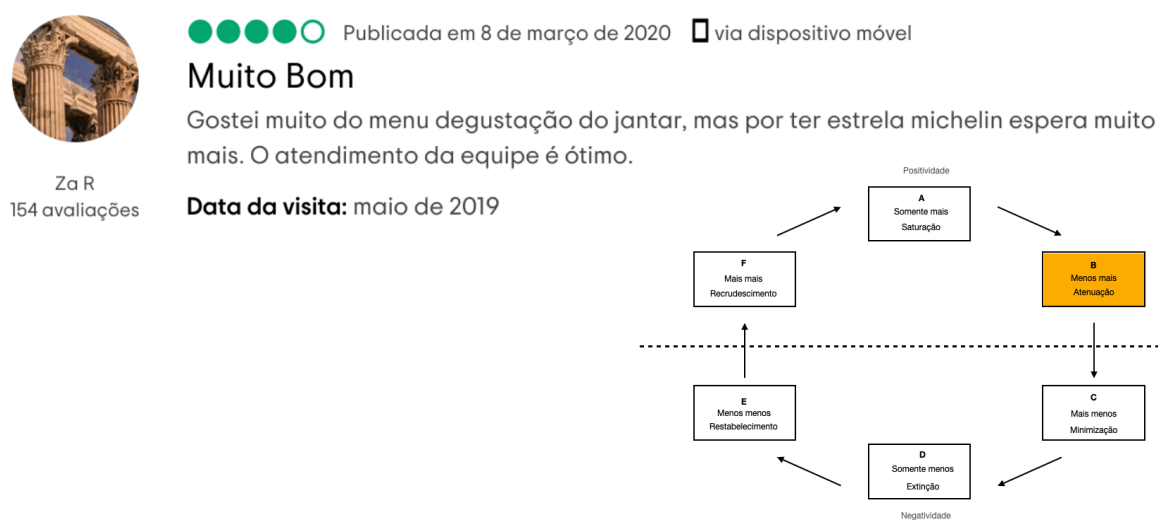 Publicada em 8 de março de 2020 via dispositivo móvel
Muito Bom
Gostei muito do menu degustação do jantar, mas por ter estrela michelin espera muito
mais. O atendimento da equipe é ótimo.
Za R
154 avaliações
Data da visita: maio de 2019
Positividade
A
Somente mais
Saturação
F
Mais mais
Recrudescimento
B
Menos mais
Atenuação
E
Menos menos
Restabelecimento
C
Mais menos
Minimização
D
Somente menos
Extinção
Negatividade